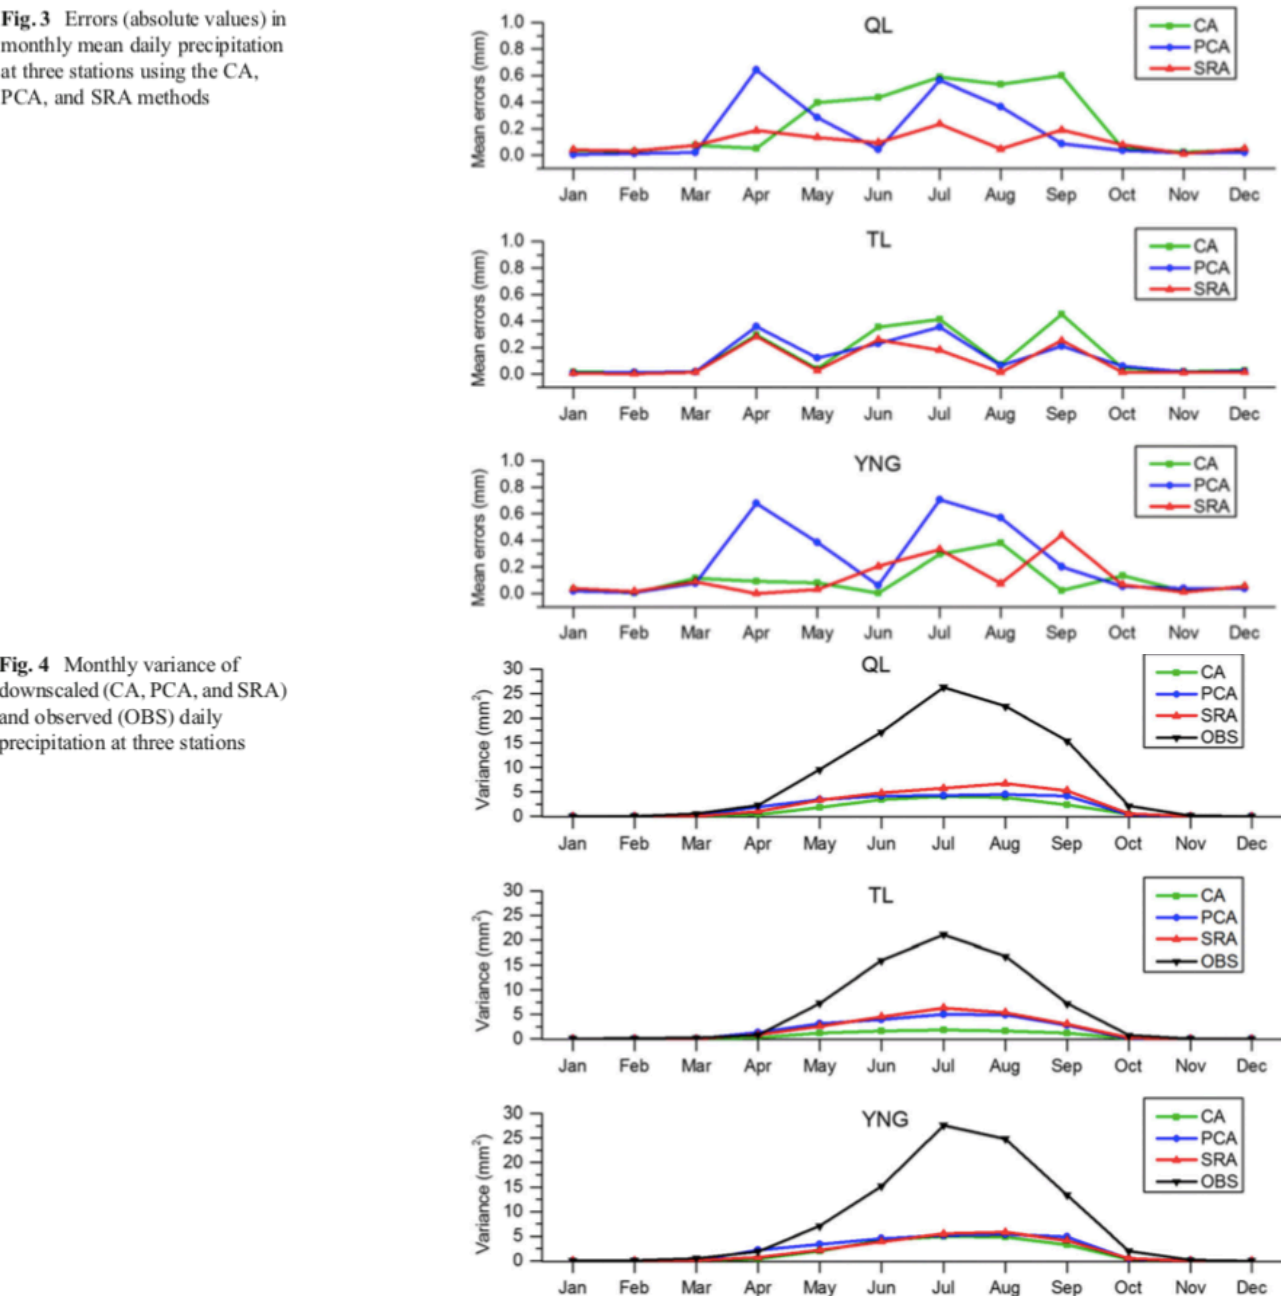 Fig. 3 Errors (absolute values) in
monthly mean daily precipitation
at three stations using the CA,
PCA, and SRA methods
QL
CA
PCA
SRA
Mean errors (mm)
1.0
0.8
0.6
0.4
0.2
0.0
Jan Feb Mar Apr May Jun Jul Aug Sep Oct Nov Dec
TL
CA
PCA
SRA
Mean errors (mm)
1.0
0.8
0.6
0.4
0.2
0.0
Jan Feb Mar Apr May Jun Jul Aug Sep Oct Nov Dec
YNG
CA
PCA
SRA
Mean errors (mm)
1.0
0.8
0.6
0.4
0.2
0.0
Jan Feb Mar Apr May Jun Jul Aug Sep Oct Nov Dec
Fig. 4 Monthly variance of
downscaled (CA, PCA, and SRA)
and observed (OBS) daily
precipitation at three stations
QL
CA
PCA
SRA
OBS
Variance (mm²)
30
25
20
15
10
5
0
Jan Feb Mar Apr May Jun Jul Aug Sep Oct Nov Dec
TL
CA
PCA
SRA
OBS
Variance (mm²)
30
25
20
15
10
5
0
Jan Feb Mar Apr May Jun Jul Aug Sep Oct Nov Dec
YNG
CA
PCA
SRA
OBS
Variance (mm²)
30
25
20
15
10
5
0
Jan Feb Mar Apr May Jun Jul Aug Sep Oct Nov Dec